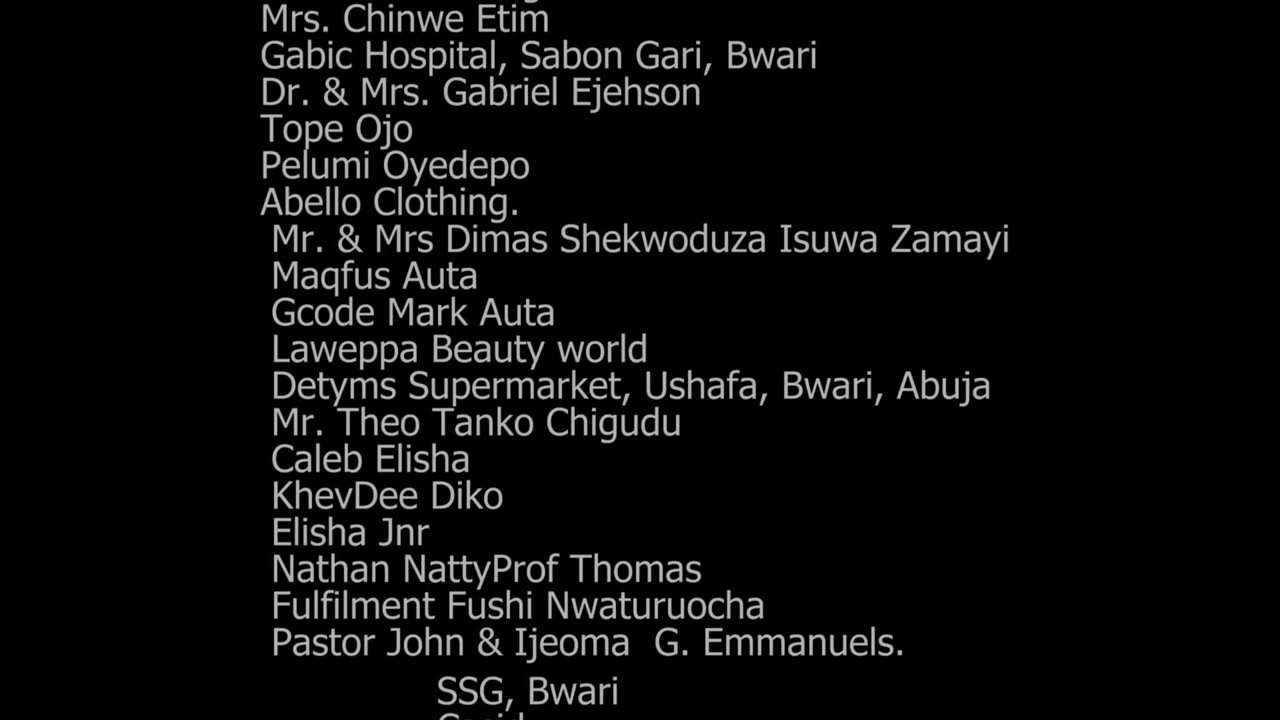 Mrs. Chinwe Etim
Gabic Hospital, Sabon Gari, Bwari
Dr. & Mrs. Gabriel Ejehson
Tope Ojo
Pelumi Oyedepo
Abello Clothing.
Mr. & Mrs Dimas Shekwoduza Isuwa Zamayi
Maqfus Auta
Gcode Mark Auta
Laweppa Beauty world
Detyms Supermarket, Ushafa, Bwari, Abuja
Mr. Theo Tanko Chigudu
Caleb Elisha
KhevDee Diko
Elisha Jnr
Nathan NattyProf Thomas
Fulfilment Fushi Nwaturuocha
Pastor John & Ijeoma  G. Emmanuels.
SSG, Bwari